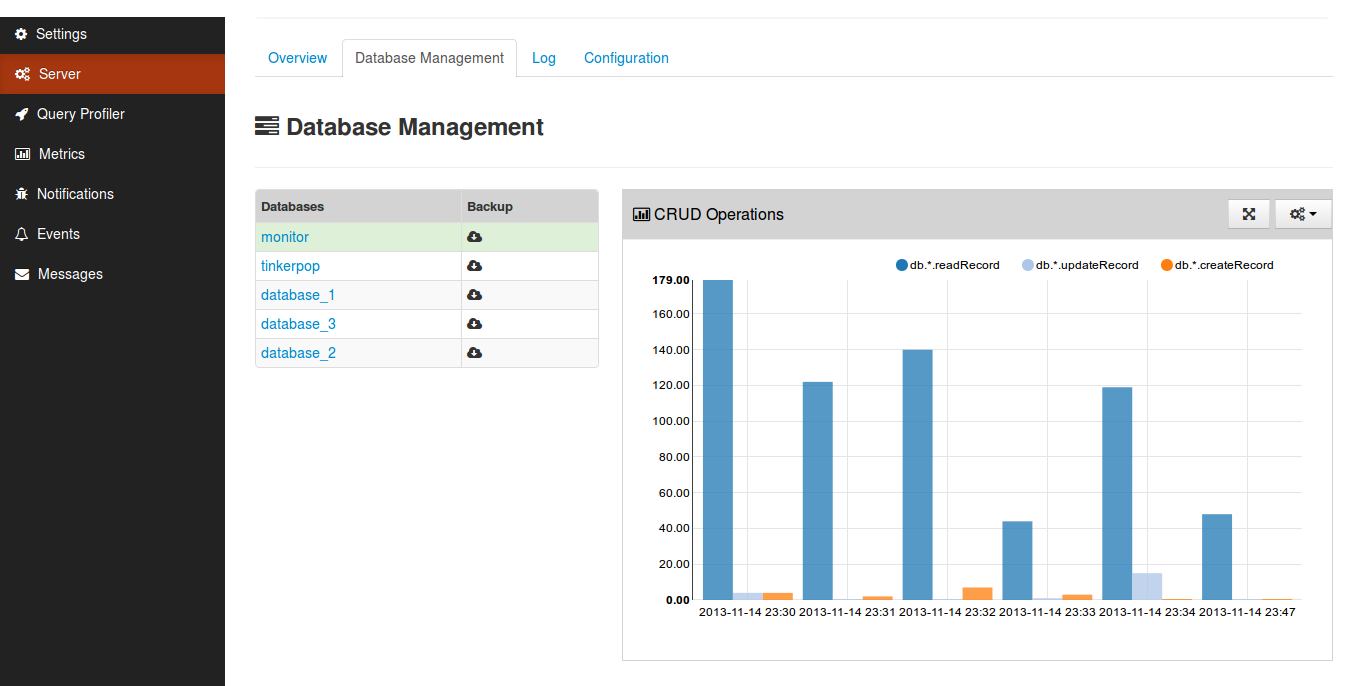 Settings
Server
Query Profiler
Metrics
Notifications
Events
Messages
Overview Database Management Log Configuration
Database Management
Databases Backup
monitor
tinkerpop
database_1
database_3
database_2
CRUD Operations
db.*.readRecord db.*.updateRecord db.*.createRecord
179.00
160.00
140.00
120.00
100.00
80.00
60.00
40.00
20.00
0.00
2013-11-14 23:30 2013-11-14 23:31 2013-11-14 23:32 2013-11-14 23:33 2013-11-14 23:34 2013-11-14 23:47